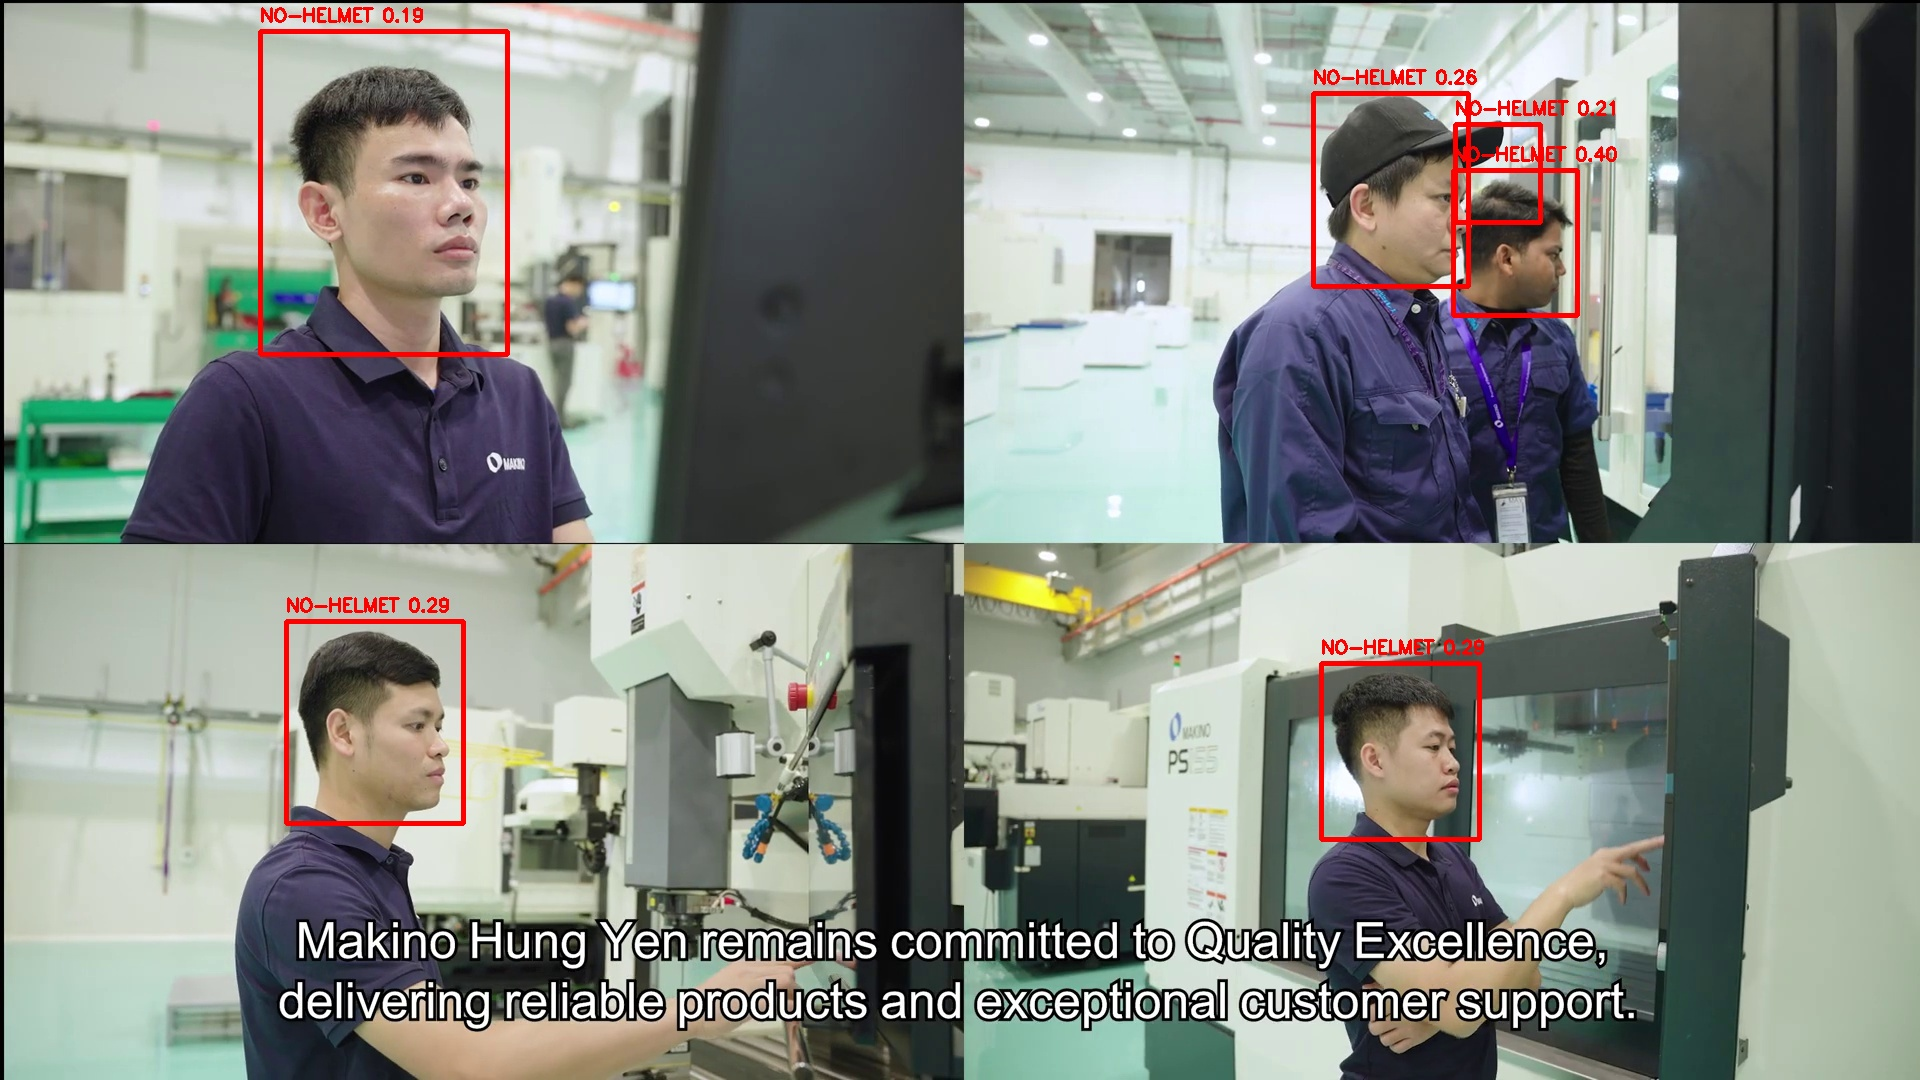 NO-HELMET 0.19
NO-HELMET 0.26
NO-HELMET 0.21
NO-HELMET 0.40
MAKINO
NO-HELMET 0.29
NO-HELMET 0.29
MAKINO
PS
Makino Hung Yen remains committed to Quality Excellence,
delivering reliable products and exceptional customer support.